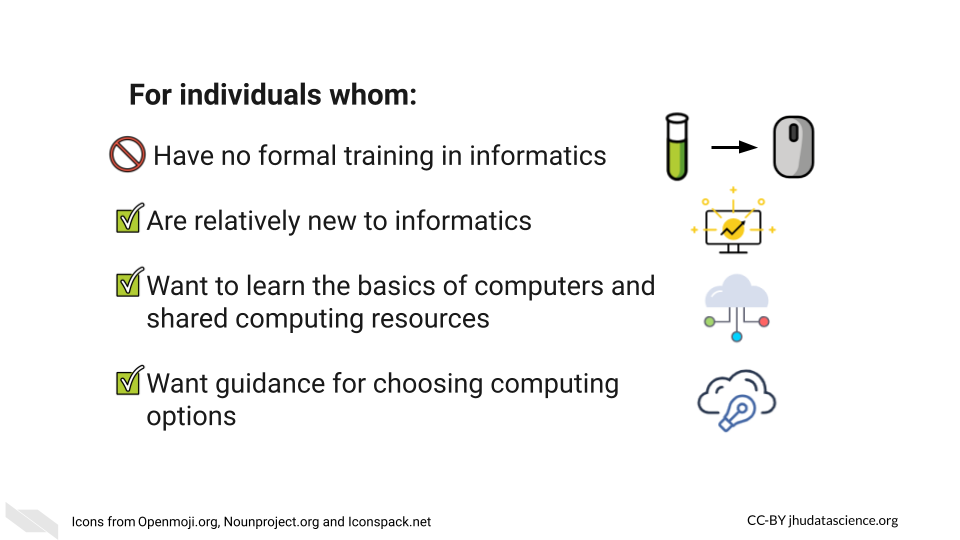 For individuals whom:
Have no formal training in informatics
Are relatively new to informatics
Want to learn the basics of computers and
shared computing resources
Want guidance for choosing computing
options
Icons from Openmoji.org, Nounproject.org and Iconspack.net
CC-BY jhudatascience.org